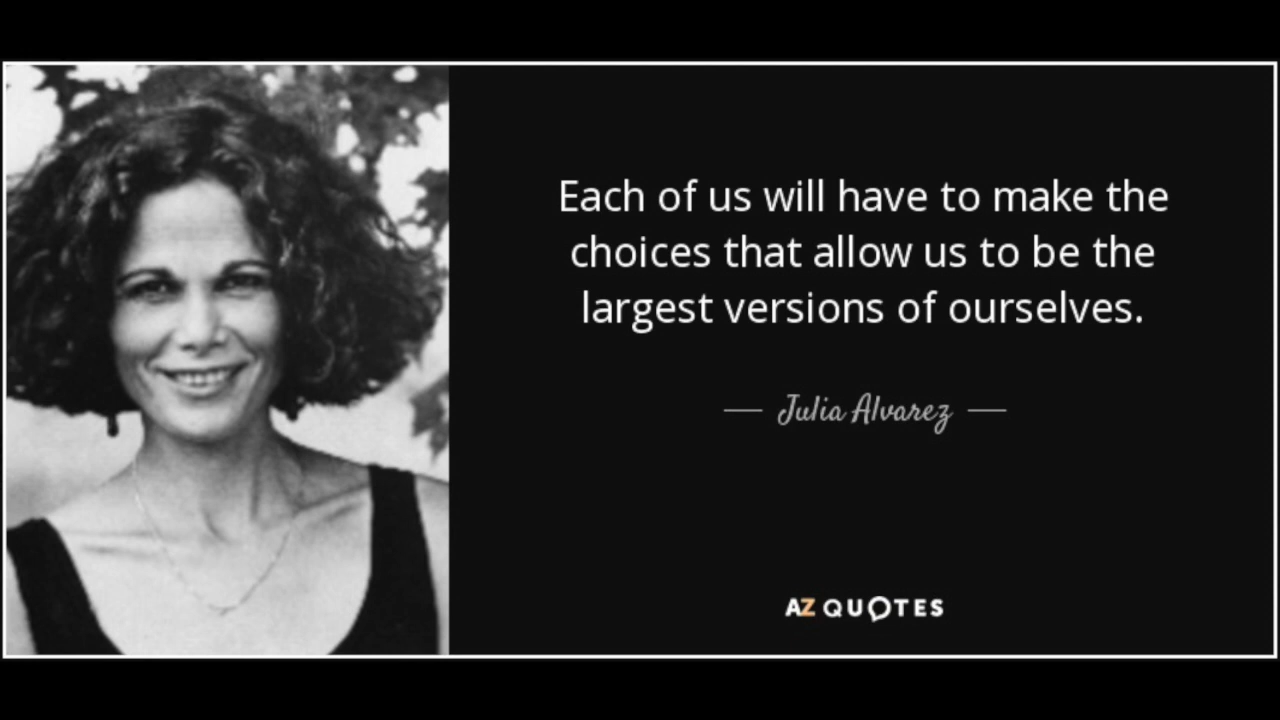 Each of us will have to make the
choices that allow us to be the
largest versions of ourselves.
Julia Alvarez
AZ QUOTES